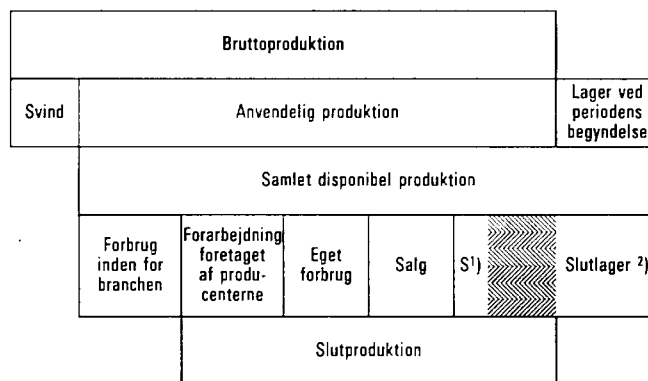 Bruttoproduktion
Svind
Anvendelig produktion
Lager ved
periodens
begyndelse
Samlet disponibel produktion
Forbrug
inden for
branchen
Forarbejdning
foretaget
af produ-
centerne
Eget
forbrug
Salg
S¹)
Slutlager ²)
Slutproduktion